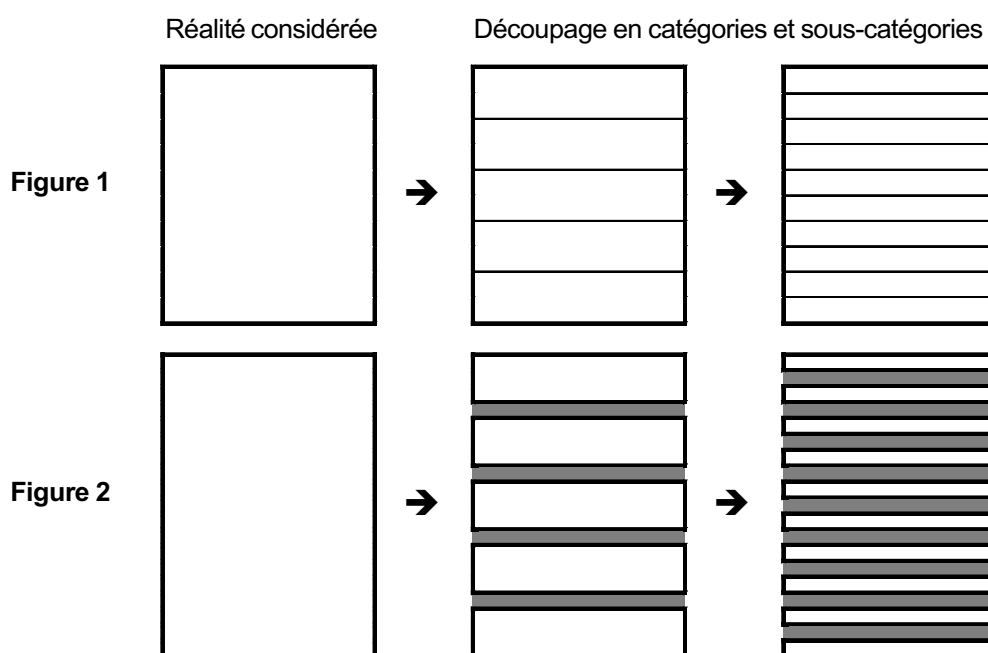 Réalité considérée Découpage en catégories et sous-catégories
Figure 1
Figure 2